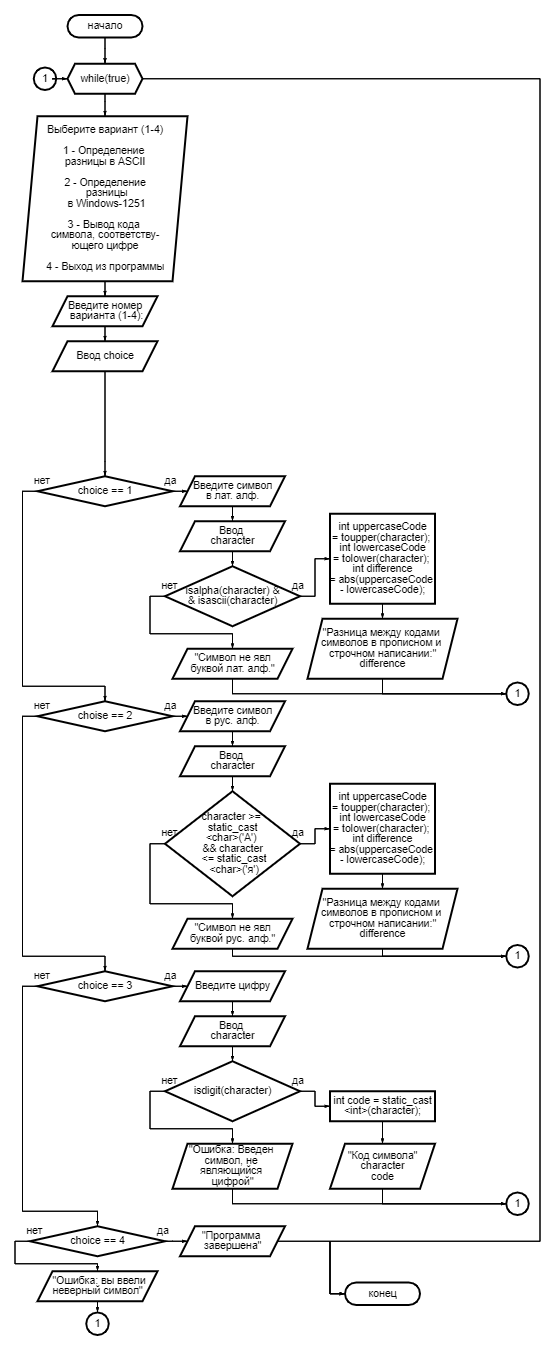 начало
1
while(true)
Выберите вариант (1-4)
1 - Определение
разницы в ASCII
2 - Определение
разницы
в Windows-1251
3 - Вывод кода
символа, соответству-
ющего цифре
4 - Выход из программы
Введите номер
варианта (1-4):
Ввод choice
нет
choice == 1
да
Введите символ
в лат. алф.
Ввод
character
нет
isalpha(character) &
& isascii(character)
да
int uppercaseCode
= toupper(character);
int lowercaseCode
= tolower(character);
int difference
= abs(uppercaseCode
- lowercaseCode);
"Символ не явл
буквой лат. алф."
"Разница между кодами
символов в прописном и
строчном написании:"
difference
1
нет
choise == 2
да
Введите символ
в рус. алф.
Ввод
character
нет
character >=
static_cast
<char>('А')
&& character
<= static_cast
<char>('я')
да
int uppercaseCode
= toupper(character);
int lowercaseCode
= tolower(character);
int difference
= abs(uppercaseCode
- lowercaseCode);
"Символ не явл
буквой рус. алф."
"Разница между кодами
символов в прописном и
строчном написании:"
difference
1
нет
choice == 3
да
Введите цифру
Ввод
character
нет
isdigit(character)
да
int code = static_cast
<int>(character);
"Ошибка: Введен
символ, не
являющийся
цифрой"
"Код символа"
character
code
1
нет
choice == 4
да
"Программа
завершена"
"Ошибка: вы ввели
неверный символ"
конец
1